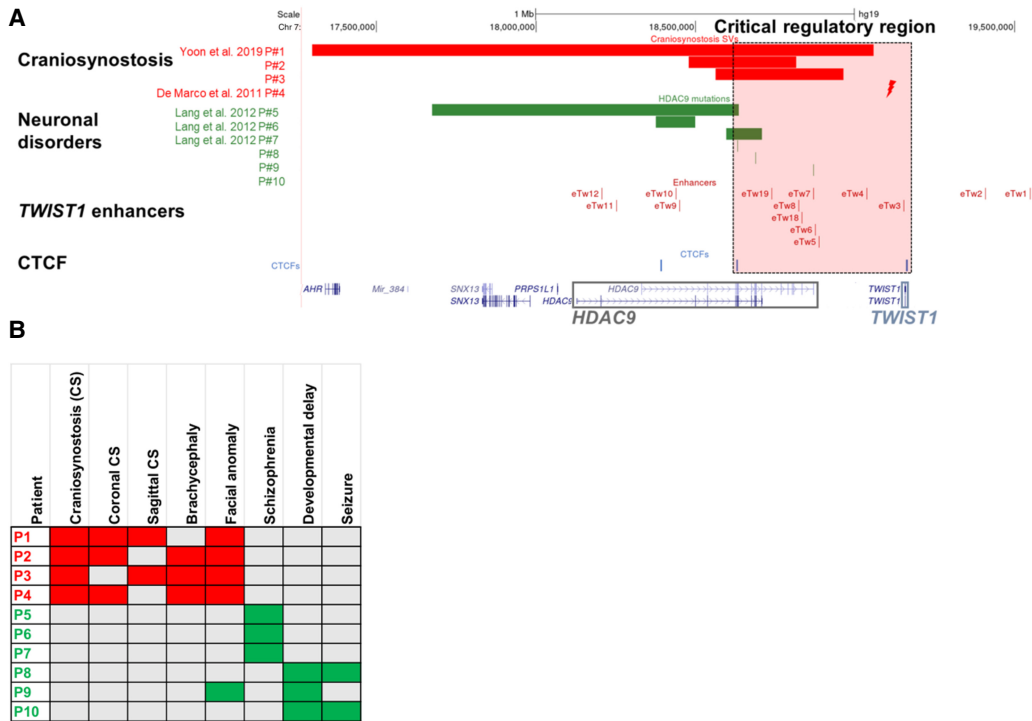 A
Scale
1 Mb
hg19
Chr 7:
17,500,000
18,000,000
18,500,000
19,500,000
Critical regulatory region
Craniosynostosis SVs
Craniosynostosis
Yoon et al. 2019 P#1
P#2
P#3
De Marco et al. 2011 P#4
HDAC9 mutations
Neuronal
disorders
Lang et al. 2012 P#5
Lang et al. 2012 P#6
Lang et al. 2012 P#7
P#8
P#9
P#10
Enhancers
TWIST1 enhancers
eTw12 eTw10 eTw19 eTw7 eTw4 eTw2 eTw1
eTw11 eTw9 eTw8 eTw3
eTw18
eTw6
eTw5
CTCF
CTCFs
CTCFs
AHR Mir_384 SNX13 PRPS1L1 HDAC9 TWIST1
SNX13 HDAC9 TWIST1
HDAC9
TWIST1
B
Patient
Craniosynostosis (CS)
Coronal CS
Sagittal CS
Brachycephaly
Facial anomaly
Schizophrenia
Developmental delay
Seizure
P1
P2
P3
P4
P5
P6
P7
P8
P9
P10